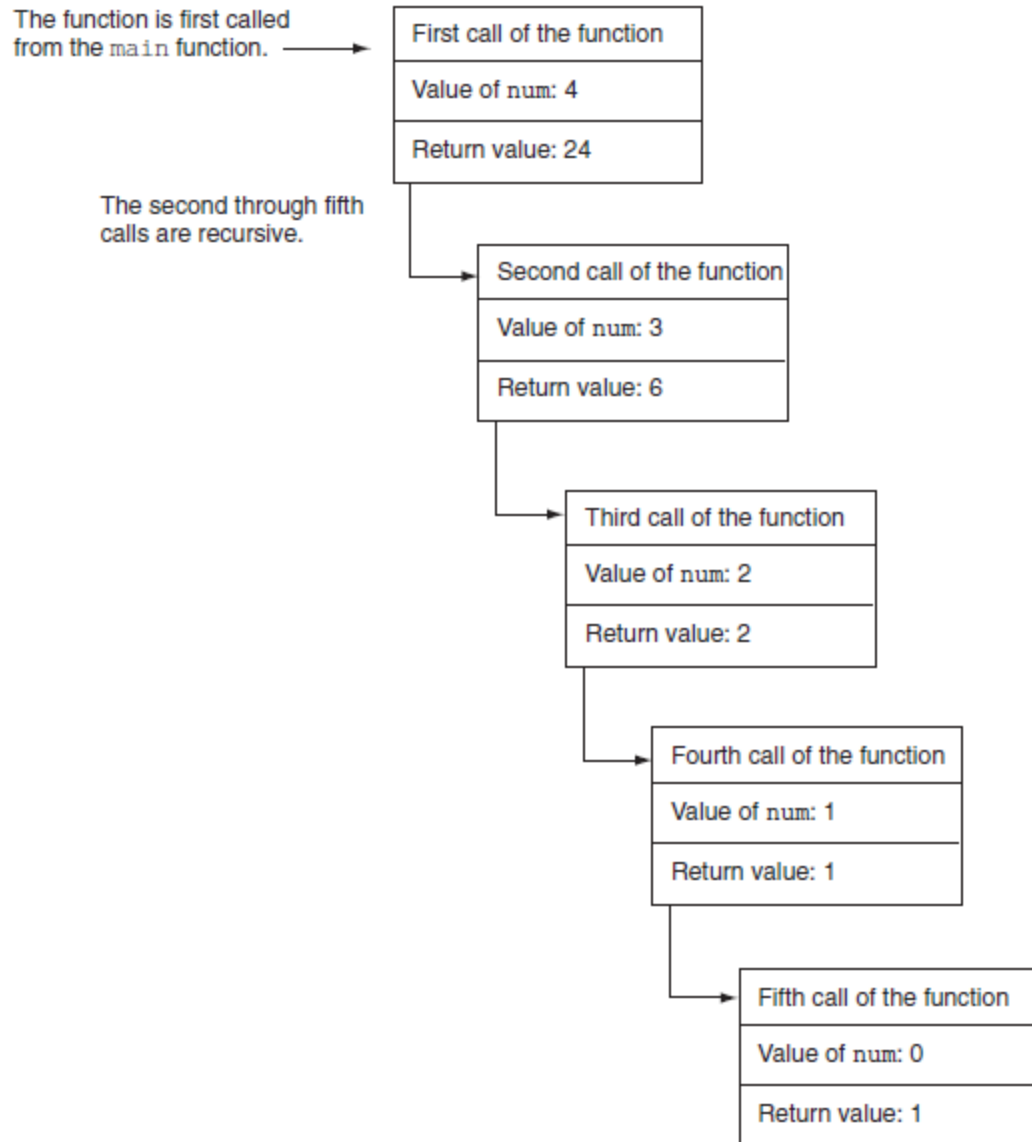 The function is first called
from the main function.
First call of the function
Value of num: 4
Return value: 24
The second through fifth
calls are recursive.
Second call of the function
Value of num: 3
Return value: 6
Third call of the function
Value of num: 2
Return value: 2
Fourth call of the function
Value of num: 1
Return value: 1
Fifth call of the function
Value of num: 0
Return value: 1